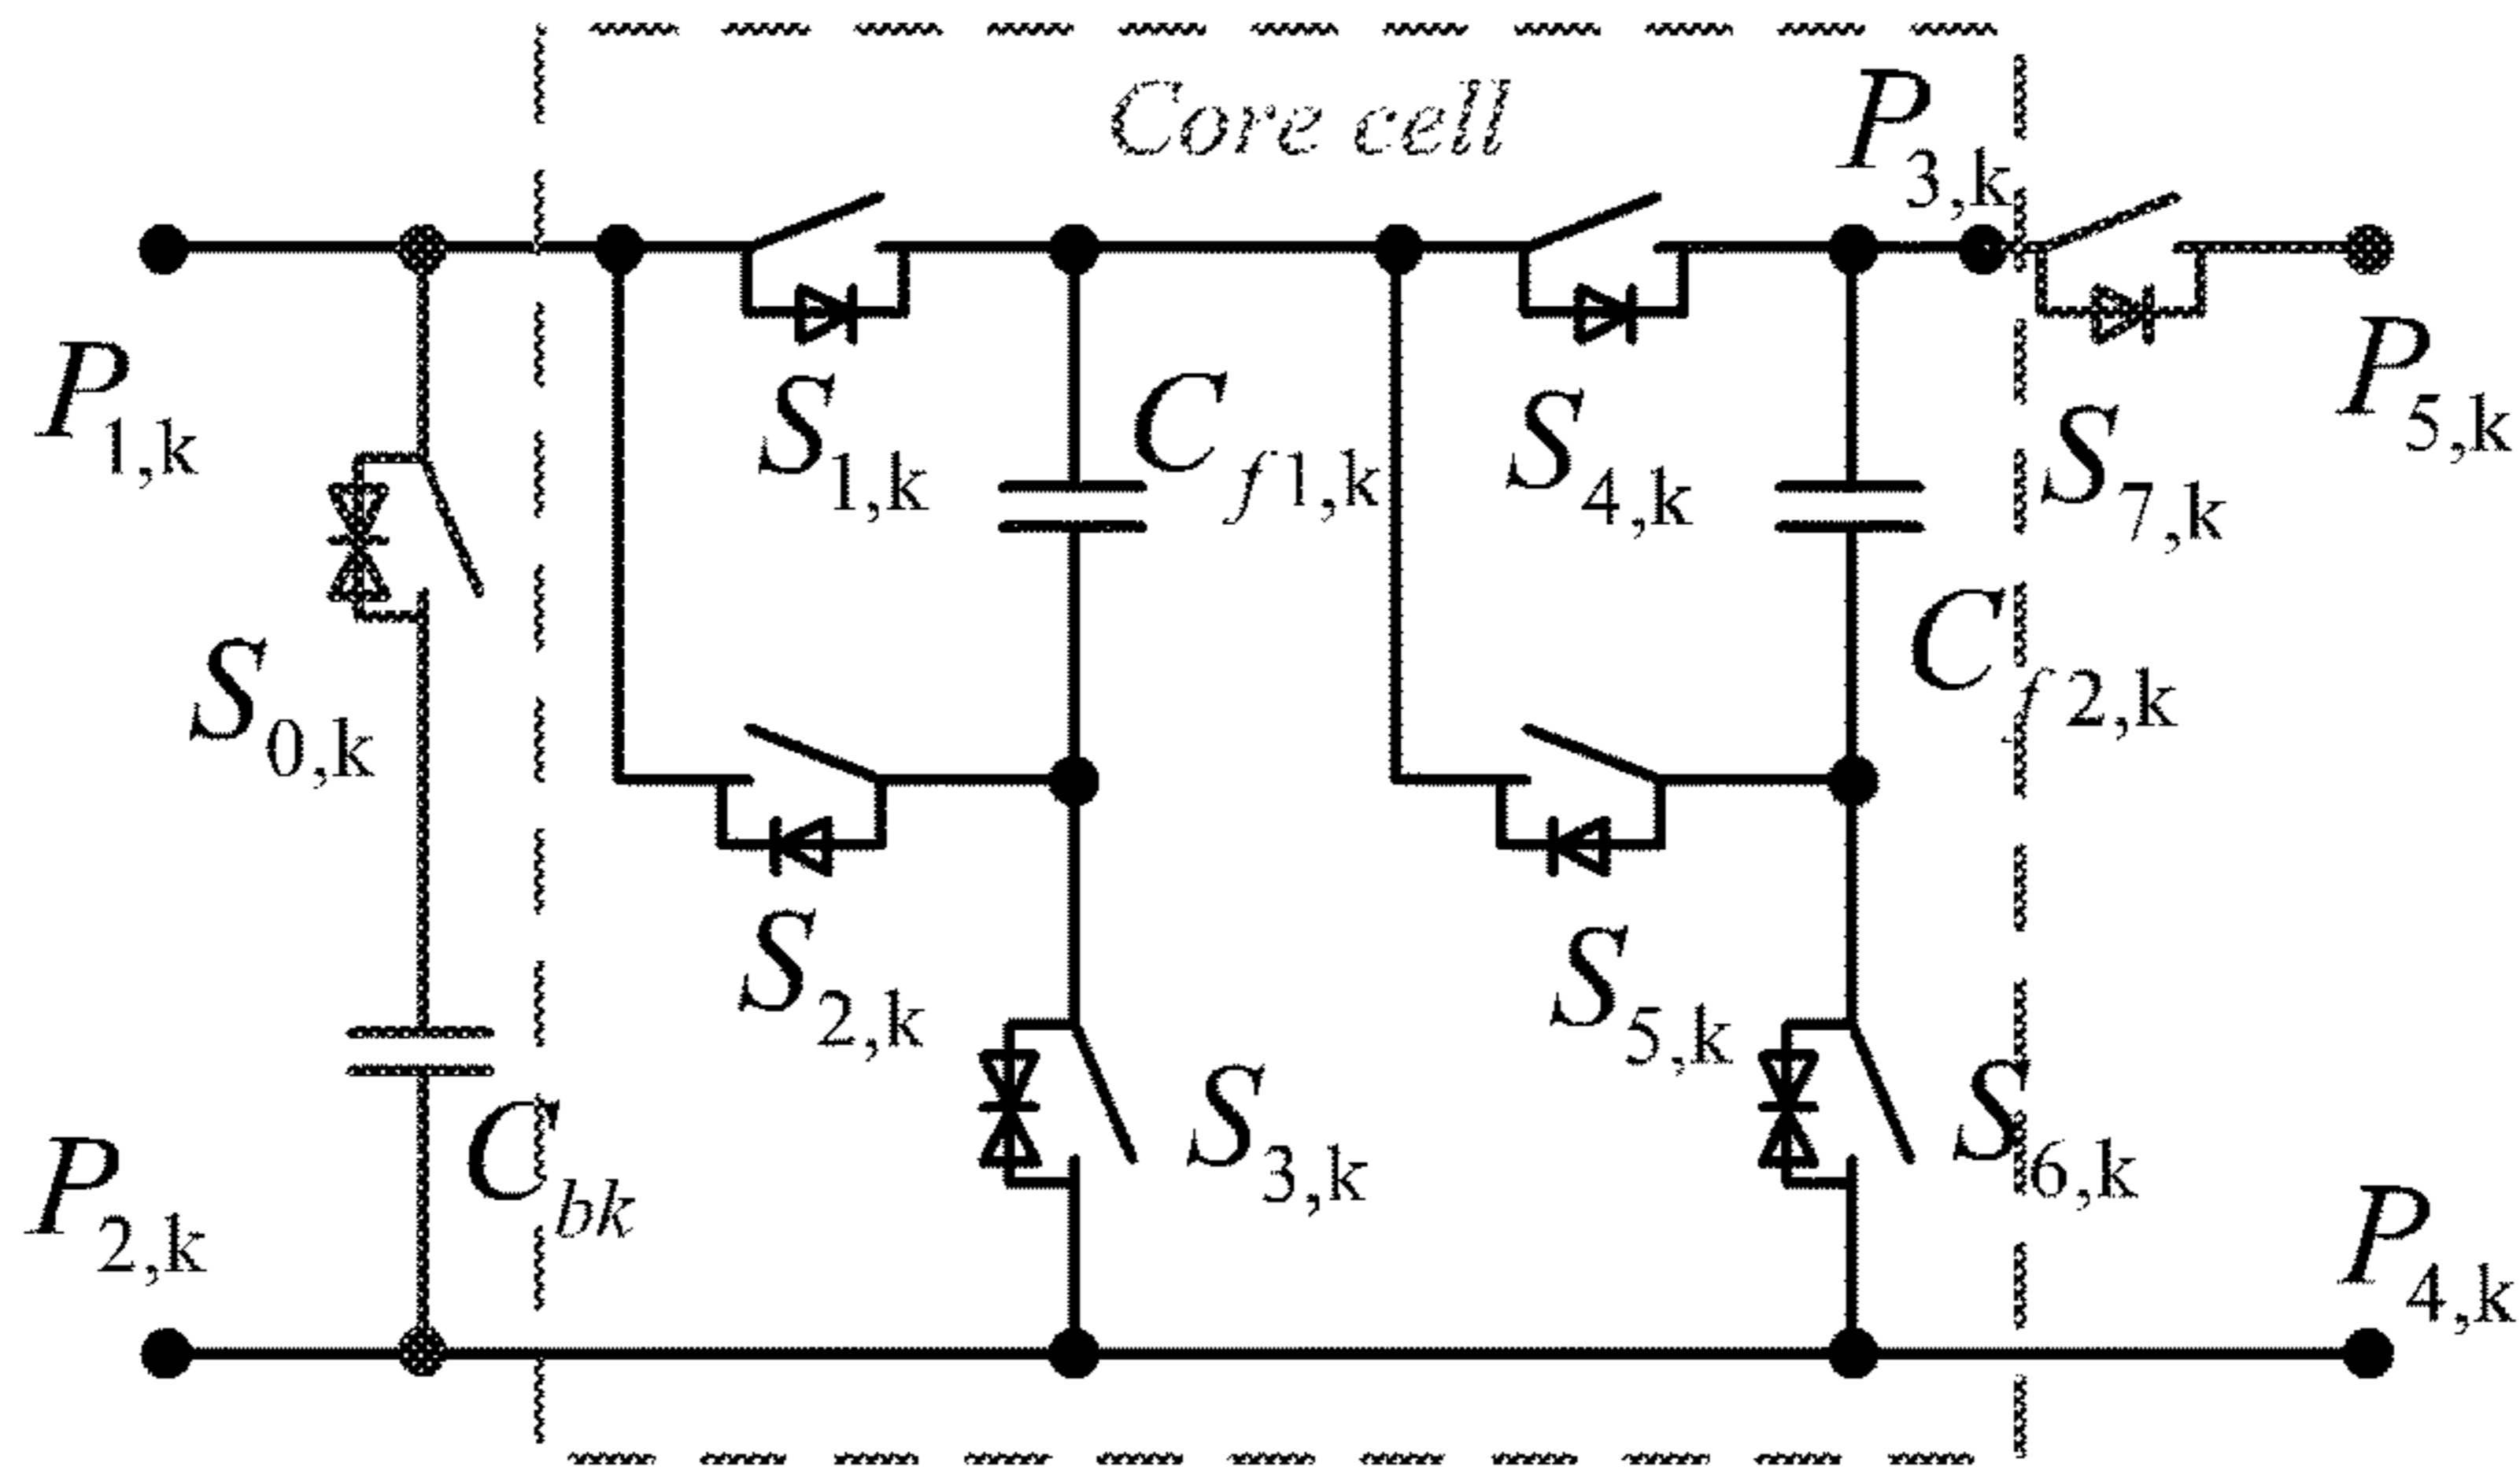 Core cell
P3,k
P1,k
S1,k
Cf1,k
S4,k
S7,k
P5,k
S0,k
Cf2,k
S2,k
S5,k
S3,k
S6,k
Cbk
P2,k
P4,k